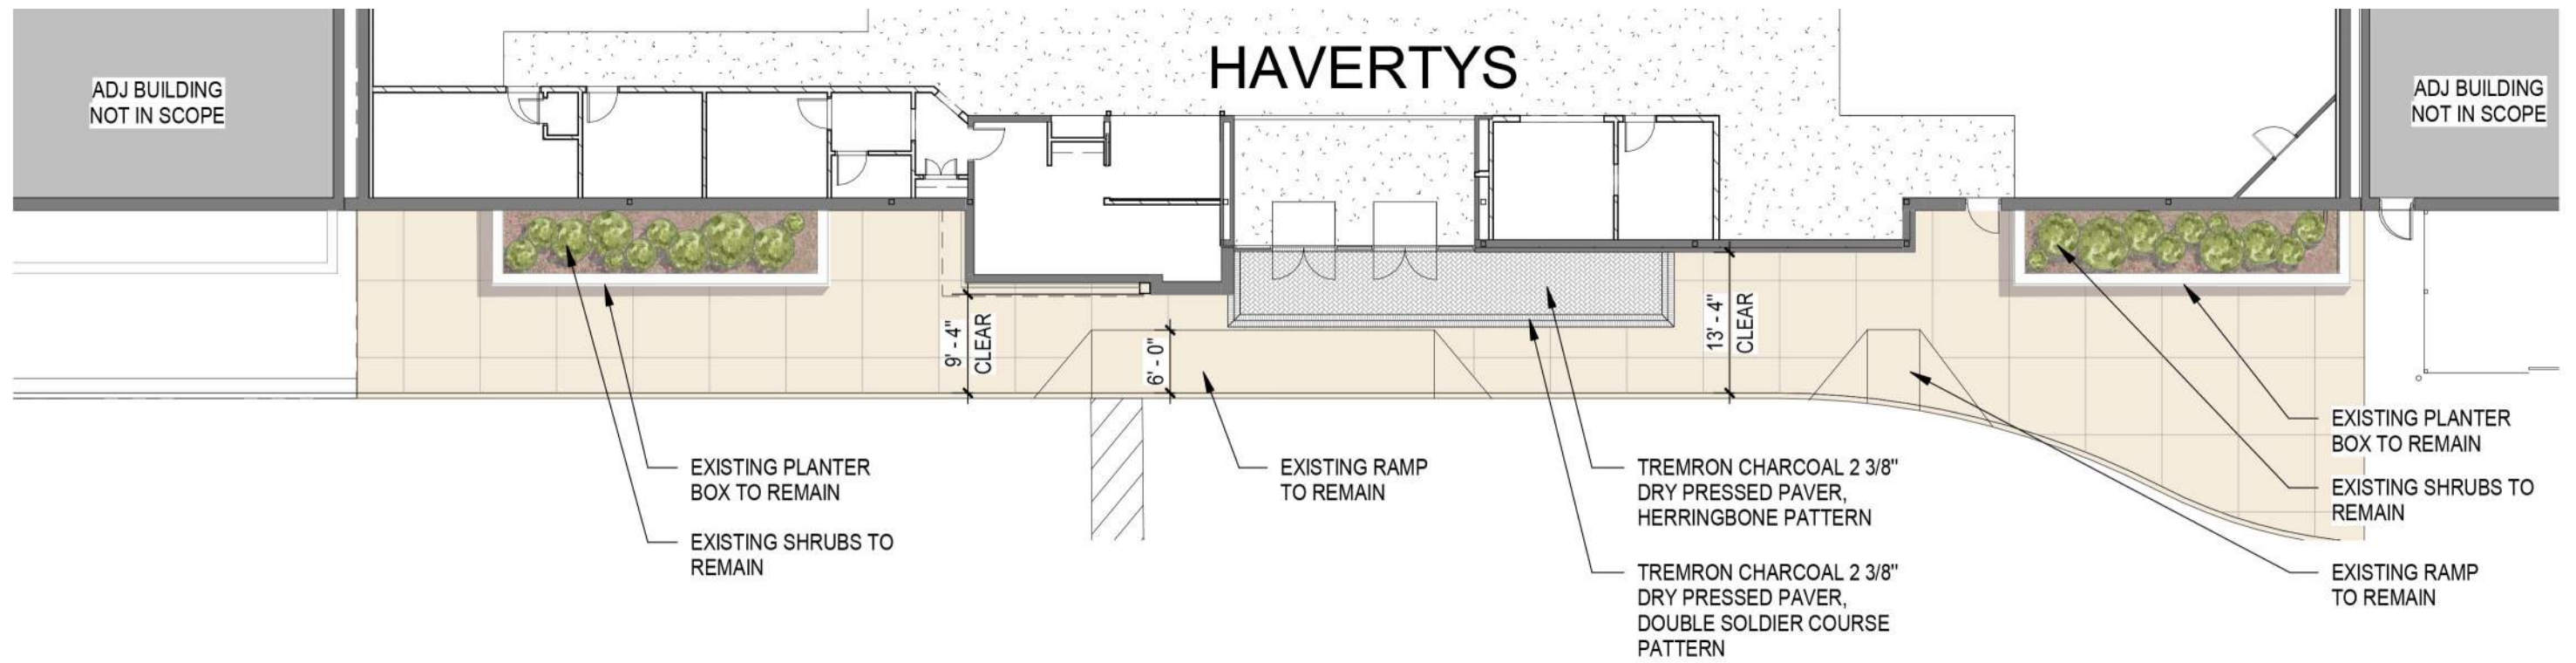 HAVERTYS
ADJ BUILDING
NOT IN SCOPE
ADJ BUILDING
NOT IN SCOPE
9' - 4"
CLEAR
6' - 0"
13' - 4"
CLEAR
EXISTING PLANTER
BOX TO REMAIN
EXISTING SHRUBS TO
REMAIN
EXISTING RAMP
TO REMAIN
TREMRON CHARCOAL 2 3/8"
DRY PRESSED PAVER,
HERRINGBONE PATTERN
TREMRON CHARCOAL 2 3/8"
DRY PRESSED PAVER,
DOUBLE SOLDIER COURSE
PATTERN
EXISTING PLANTER
BOX TO REMAIN
EXISTING SHRUBS TO
REMAIN
EXISTING RAMP
TO REMAIN